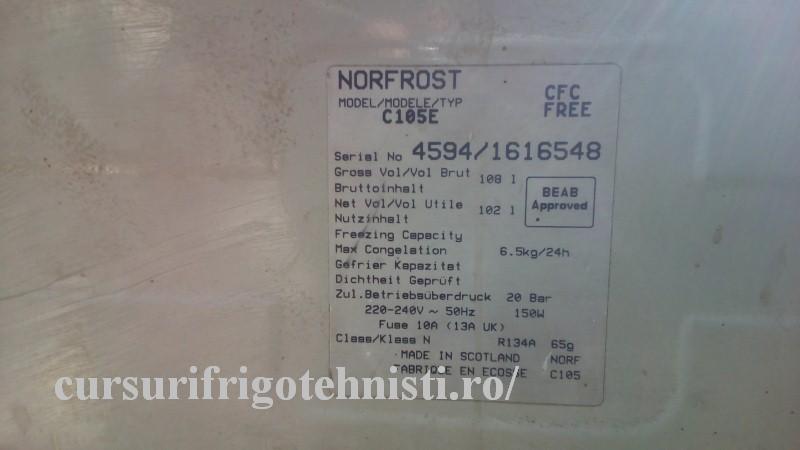 NORFROST
MODEL/MODELE/TYP
C105E
CFC
FREE
Serial No 4594/1616548
Gross Vol/Vol Brut 108 l
Bruttoinhalt
Net Vol/Vol Utile 102 l
Nutzinhalt
BEAB
Approved
Freezing Capacity
Max Congelation 6.5kg/24h
Gefrier Kapazitat
Dichtheit Geprüft
Zul.Betriebsüberdruck 20 Bar
220-240V ~ 50Hz 150W
Fuse 10A (13A UK)
Class/Klass N R134A 65g
MADE IN SCOTLAND NORF
FABRIQUE EN ECOSSE C105
cursurifrigotehnisti.ro/